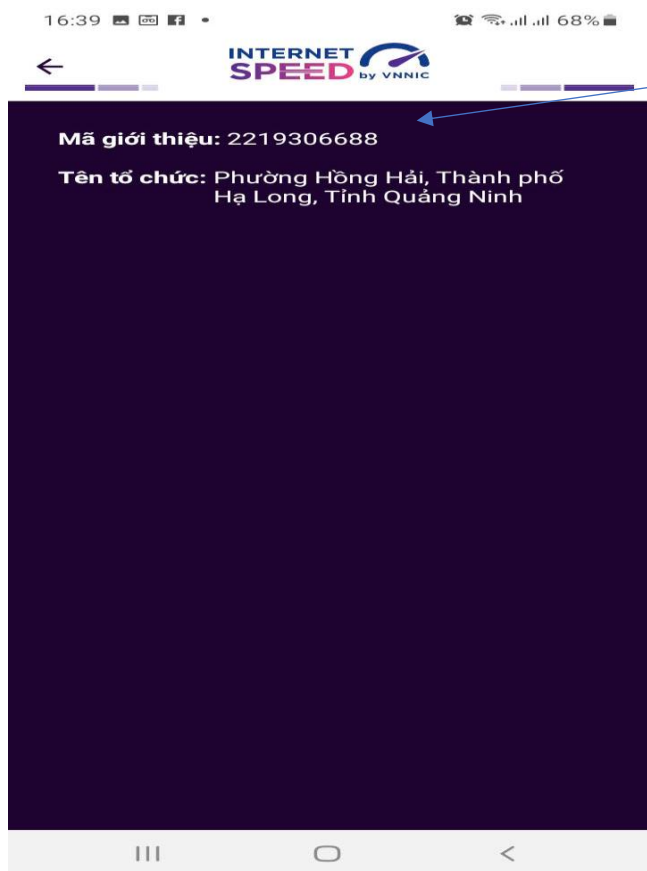 16:39
68%
INTERNET
SPEED by VNNIC
Mã giới thiệu: 2219306688
Tên tổ chức: Phường Hồng Hải, Thành phố
Hạ Long, Tỉnh Quảng Ninh